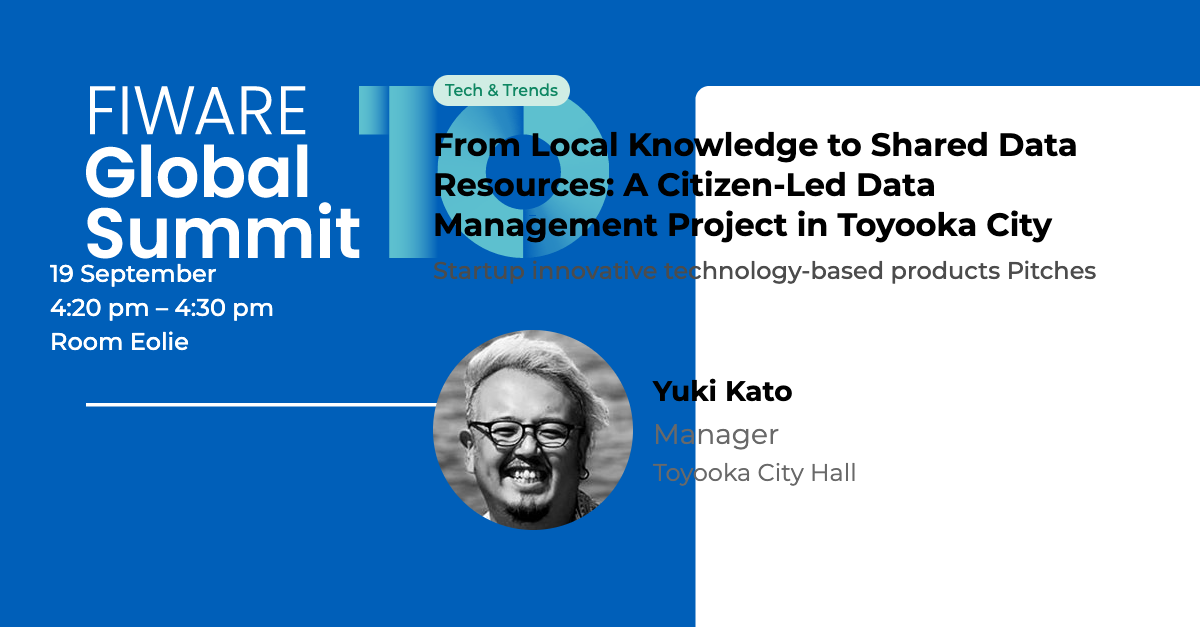 FIWARE
Global
Summit
10
19 September
4:20 pm – 4:30 pm
Room Eolie
Tech & Trends
From Local Knowledge to Shared Data
Resources: A Citizen-Led Data
Management Project in Toyooka City
Startup innovative technology-based products Pitches
Yuki Kato
Manager
Toyooka City Hall